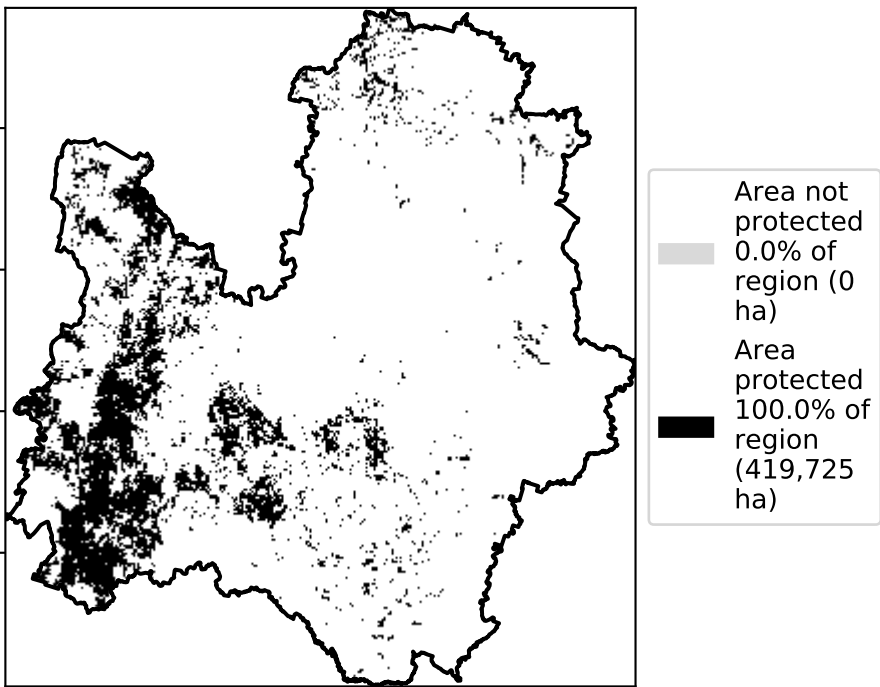 Area not
protected
0.0% of
region (0
ha)
Area
protected
100.0% of
region
(419,725
ha)